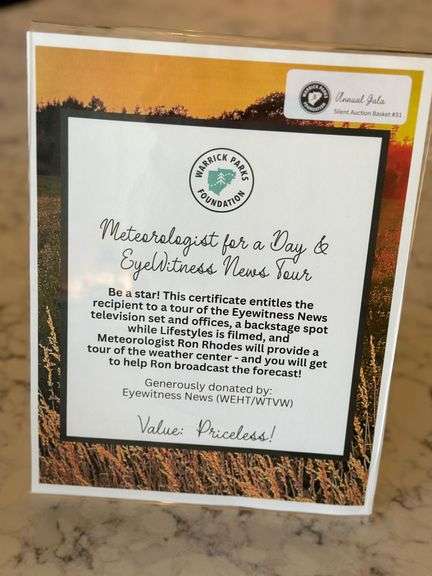 Annual Gala
Silent Auction Basket #31
WARRICK PARKS
FOUNDATION
Meteorologist for a Day &
EyeWitness News Tour
Be a star! This certificate entitles the
recipient to a tour of the Eyewitness News
television set and offices, a backstage spot
while Lifestyles is filmed, and
Meteorologist Ron Rhodes will provide a
tour of the weather center - and you will get
to help Ron broadcast the forecast!
Generously donated by:
Eyewitness News (WEHT/WTVW)
Value: Priceless!